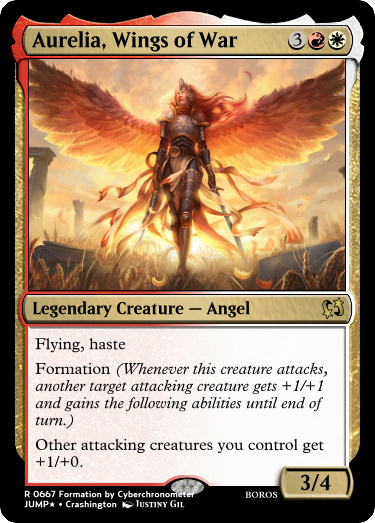 Aurelia, Wings of War 3
Legendary Creature — Angel
Flying, haste
Formation (Whenever this creature attacks,
another target attacking creature gets +1/+1
and gains the following abilities until end of
turn.)
Other attacking creatures you control get
+1/+0.
3/4
R 0667 Formation by Cyberchronometer
JUMP★ • Crashington Justin Gil
BOROS